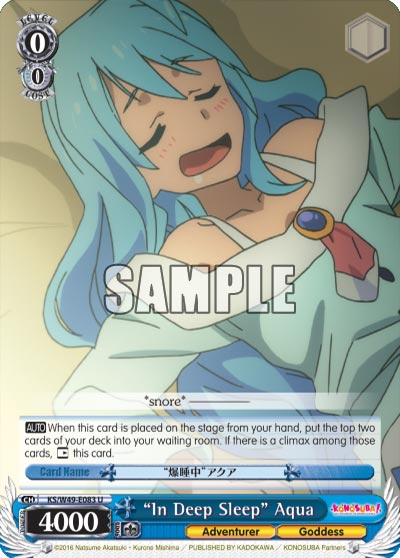 LEVEL
0
0
COST
SAMPLE
*snore*
AUTO When this card is placed on the stage from your hand, put the top two
cards of your deck into your waiting room. If there is a climax among those
cards, this card.
Card Name
“爆睡中”アクア
CH
KS/W49-E083 U
POWER
4000
“In Deep Sleep” Aqua
KONOSUBA!
Adventurer
Goddess
©2016 Natsume Akatsuki・Kurone Mishima / PUBLISHED BY KADOKAWA / KONOSUBA Partners